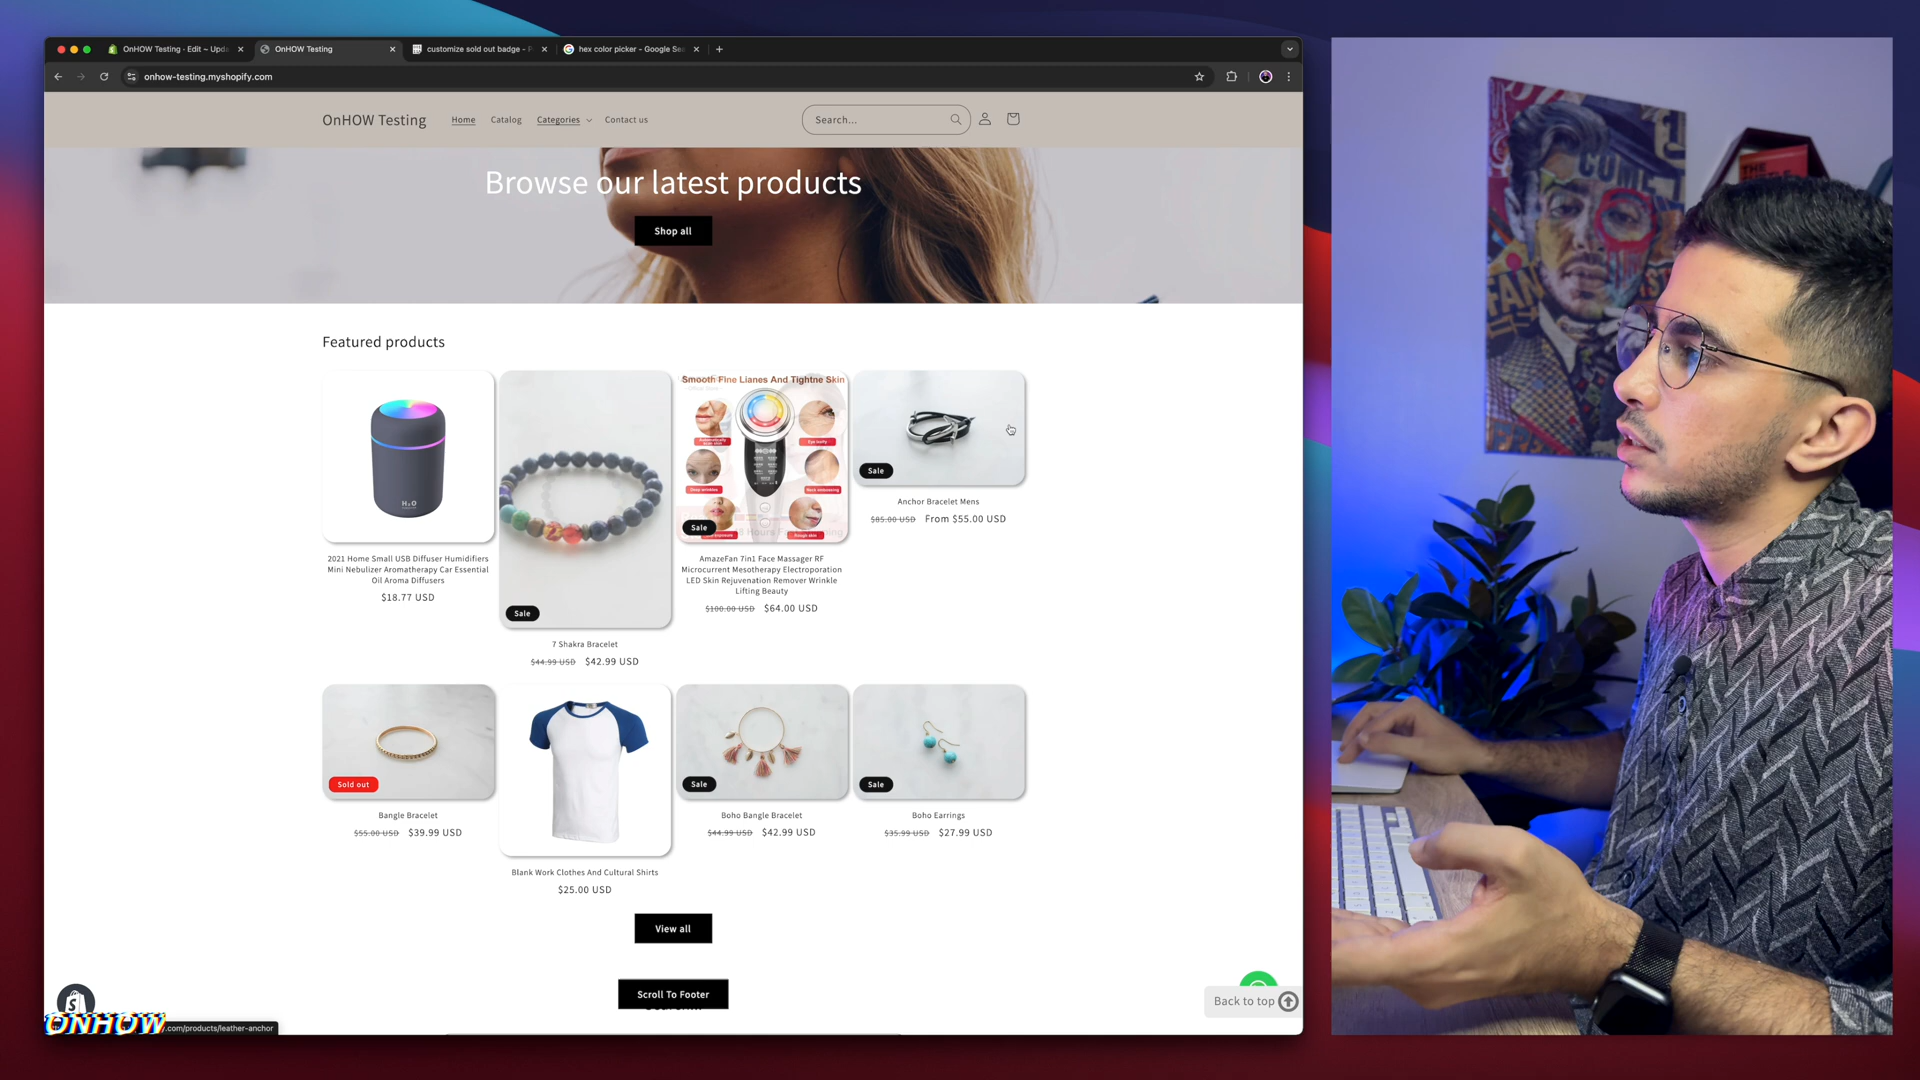 OnHOW Testing · Edit ~ Upda
OnHOW Testing
customize sold out badge - P
hex color picker - Google Sea
onhow-testing.myshopify.com
OnHOW Testing
Home
Catalog
Categories
Contact us
Search...
Browse our latest products
Shop all
Featured products
H₂O
Smooth Fine Lianes And Tightne Skin
Sale
Sale
Sale
Anchor Bracelet Mens
$85.00 USD From $55.00 USD
2021 Home Small USB Diffuser Humidifiers
Mini Nebulizer Aromatherapy Car Essential
Oil Aroma Diffusers
$18.77 USD
AmazeFan 7in1 Face Massager RF
Microcurrent Mesotherapy Electroporation
LED Skin Rejuvenation Remover Wrinkle
Lifting Beauty
$100.00 USD $64.00 USD
7 Shakra Bracelet
$44.99 USD $42.99 USD
Sold out
Sale
Sale
Bangle Bracelet
$55.00 USD $39.99 USD
Boho Bangle Bracelet
$44.99 USD $42.99 USD
Boho Earrings
$35.99 USD $27.99 USD
Blank Work Clothes And Cultural Shirts
$25.00 USD
View all
Scroll To Footer
Back to top
ONHOW
.com/products/leather-anchor
COME
FAN
THE